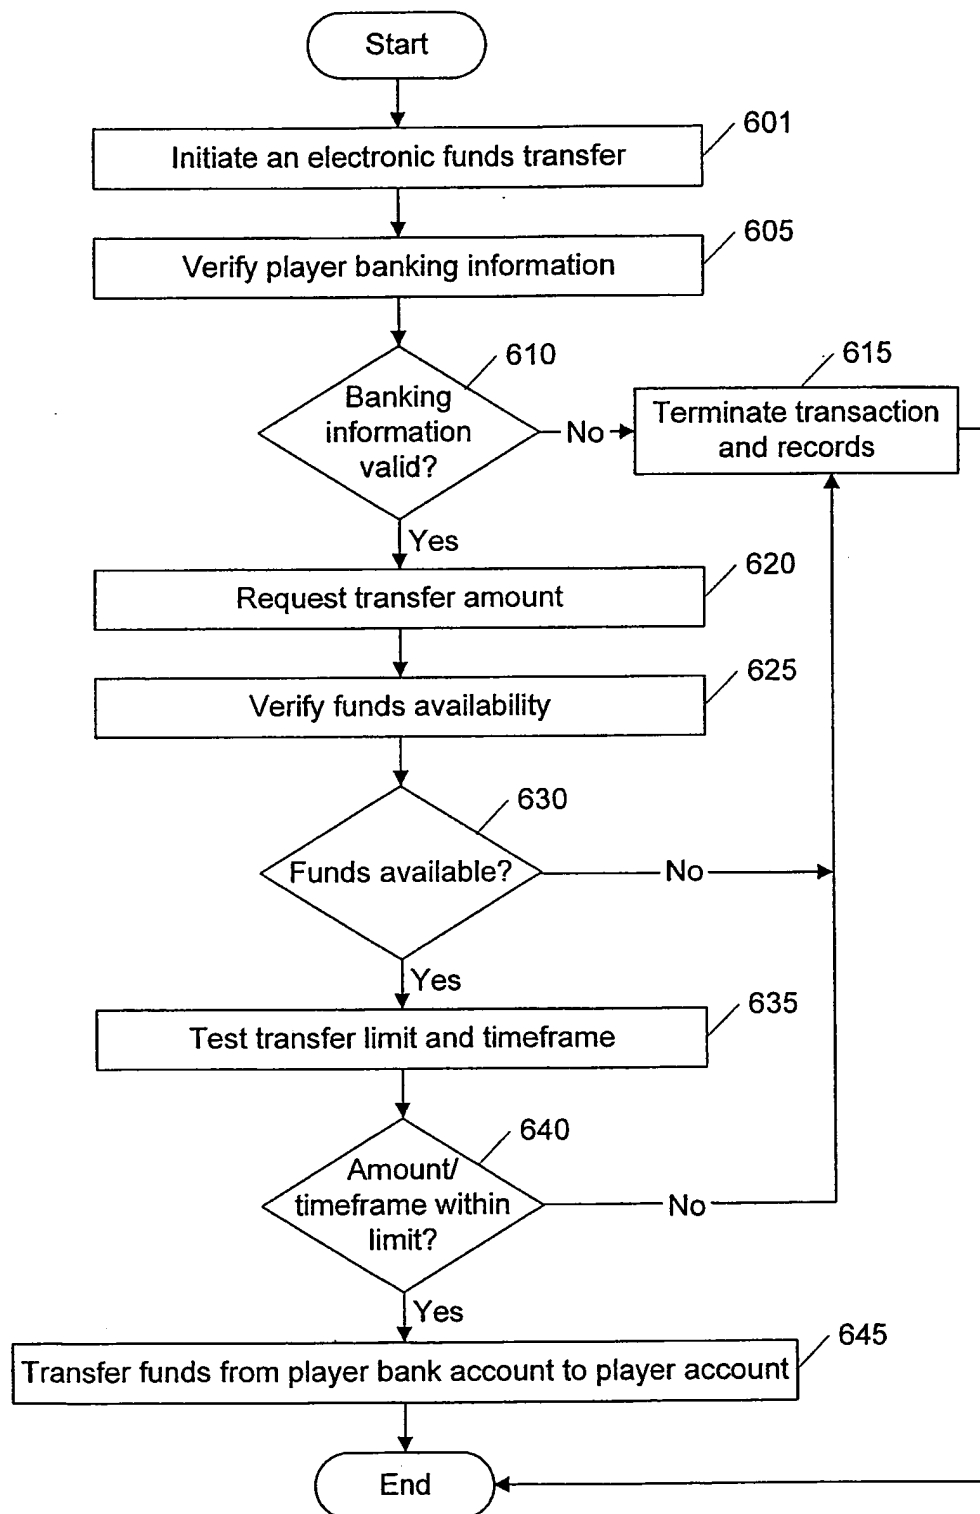 Start
601
Initiate an electronic funds transfer
605
Verify player banking information
610
Banking
information
valid?
No
615
Terminate transaction
and records
Yes
620
Request transfer amount
625
Verify funds availability
630
Funds available?
No
Yes
635
Test transfer limit and timeframe
640
Amount/
timeframe within
limit?
No
Yes
645
Transfer funds from player bank account to player account
End